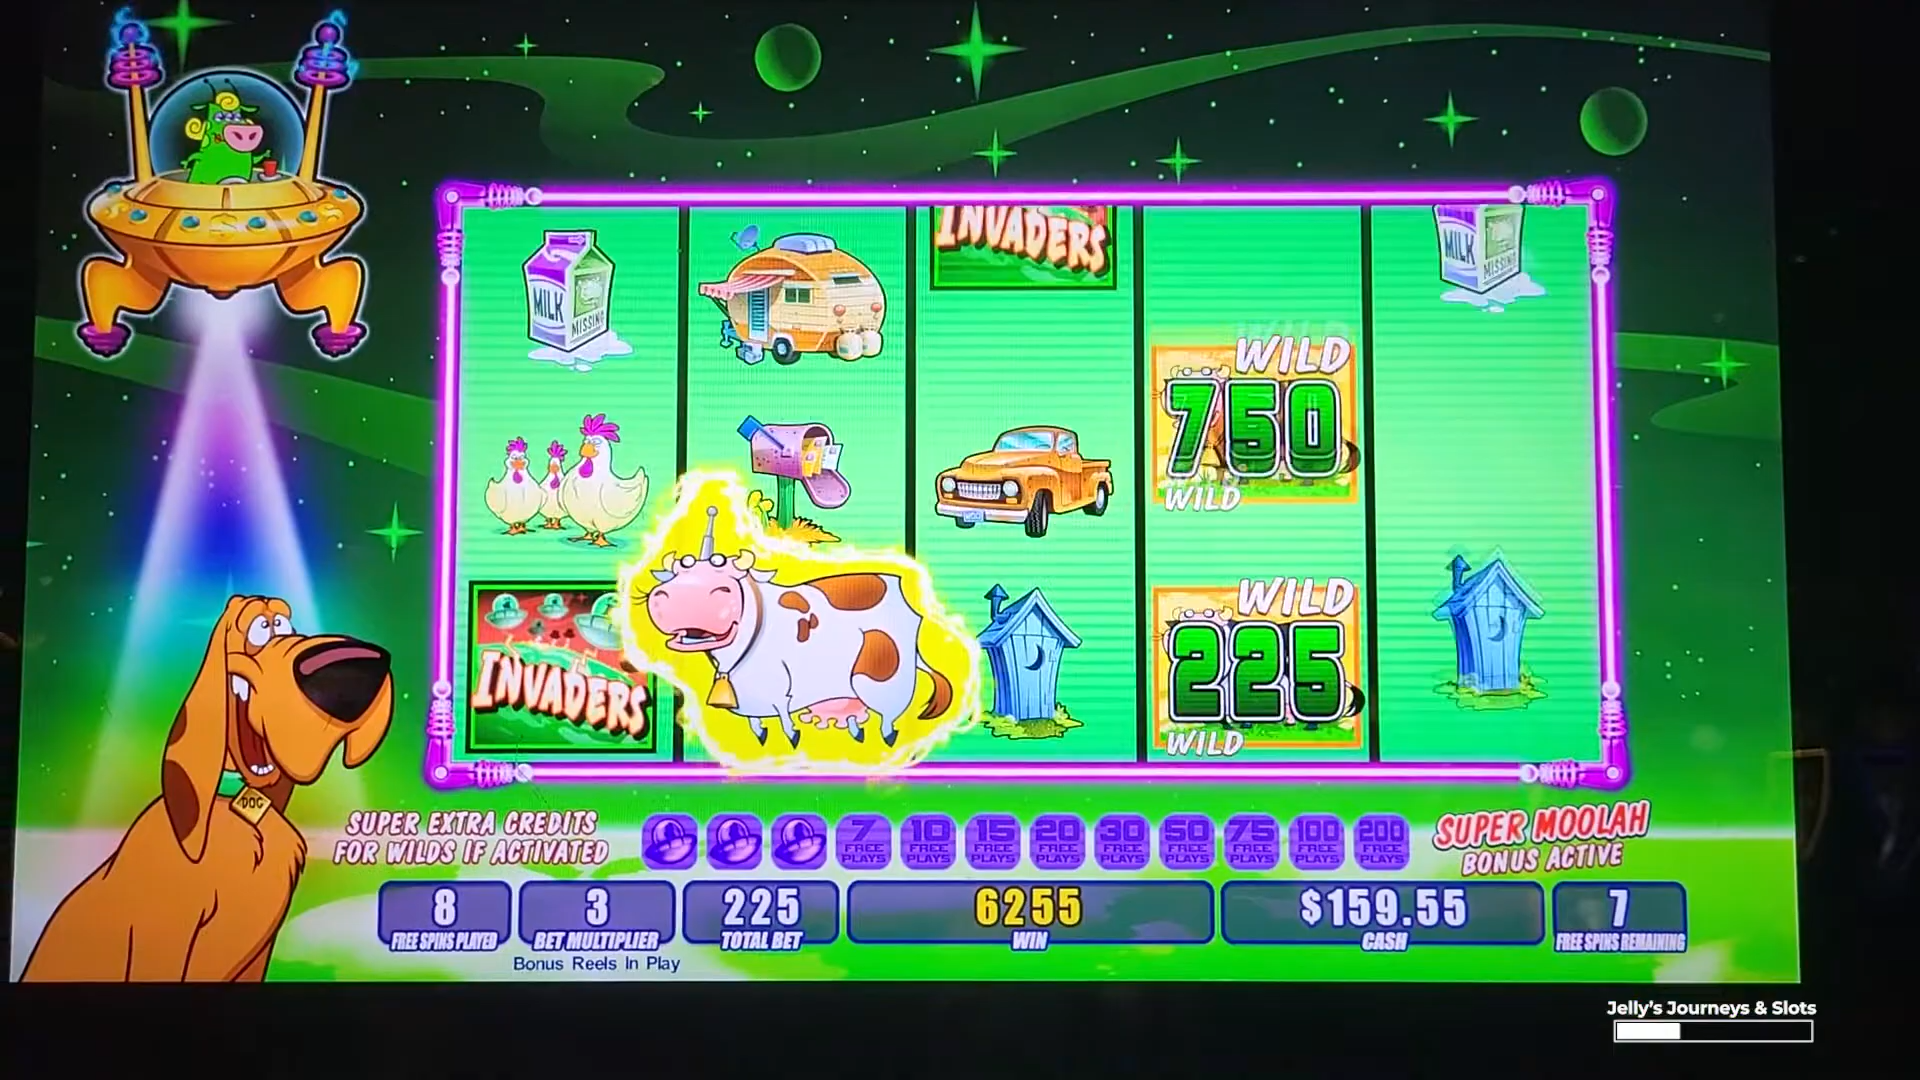 INVADERS
MILK
MISSING
MILK
MISSING
WILD
750
WILD
WILD
225
WILD
INVADERS
DOG
SUPER EXTRA CREDITS
FOR WILDS IF ACTIVATED
7 FREE PLAYS
10 FREE PLAYS
15 FREE PLAYS
20 FREE PLAYS
30 FREE PLAYS
50 FREE PLAYS
75 FREE PLAYS
100 FREE PLAYS
200 FREE PLAYS
SUPER MOOLAH
BONUS ACTIVE
8
FREE SPINS PLAYED
3
BET MULTIPLIER
225
TOTAL BET
6255
WIN
$159.55
CASH
7
FREE SPINS REMAINING
Bonus Reels In Play
Jelly's Journeys & Slots